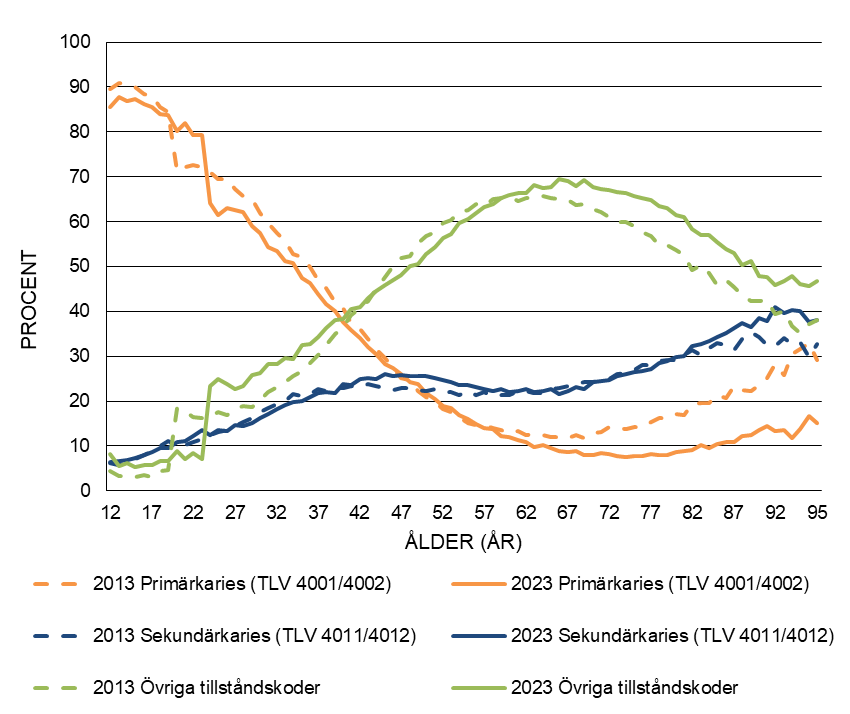 100
90
80
70
60
50
40
30
20
10
0
PROCENT
12 17 22 27 32 37 42 47 52 57 62 67 72 77 82 87 92 95
ÅLDER (ÅR)
2013 Primärkaries (TLV 4001/4002) 2023 Primärkaries (TLV 4001/4002)
2013 Sekundärkaries (TLV 4011/4012) 2023 Sekundärkaries (TLV 4011/4012)
2013 Övriga tillståndskoder 2023 Övriga tillståndskoder